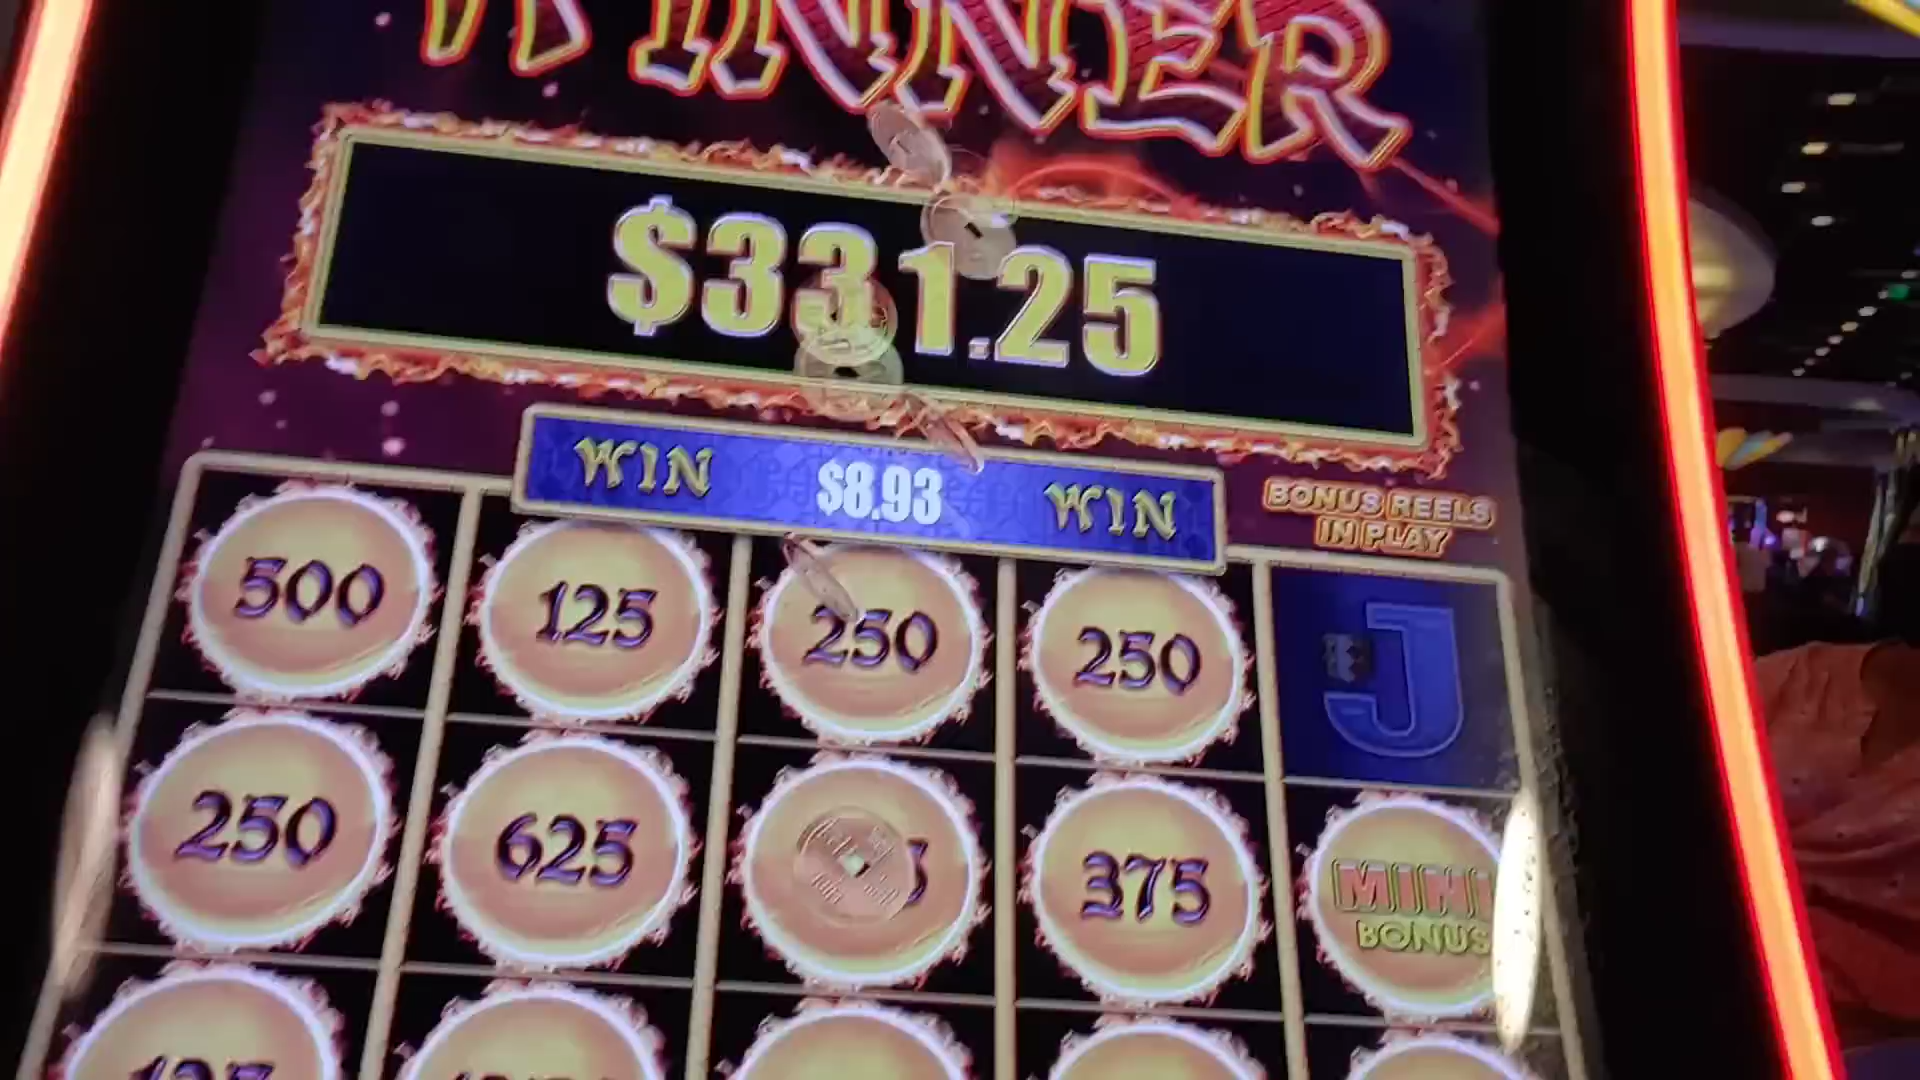 WINNER
$331.25
WIN $8.93 WIN
BONUS REELS
IN PLAY
500 125 250 250 J
250 625 375 MINI
BONUS
125